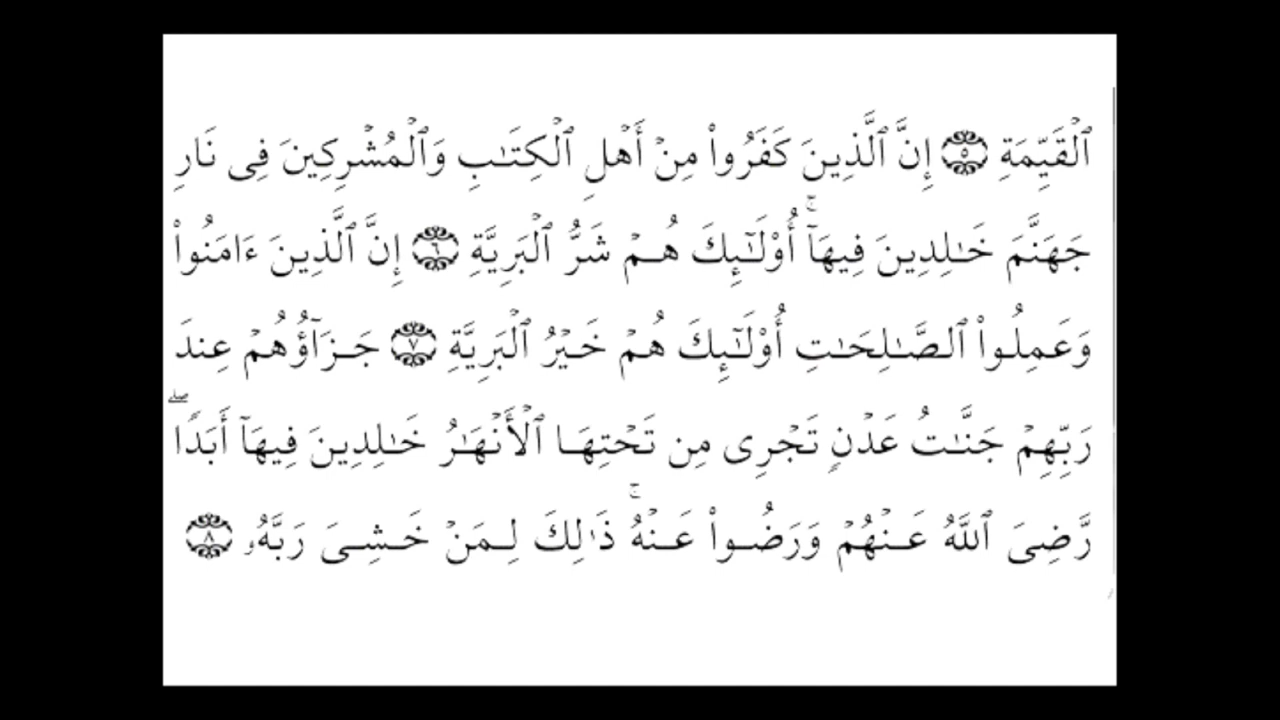 ٱلْقَيِّمَةِ ۝٥ إِنَّ ٱلَّذِينَ كَفَرُوا۟ مِنْ أَهْلِ ٱلْكِتَـٰبِ وَٱلْمُشْرِكِينَ فِى نَارِ
جَهَنَّمَ خَـٰلِدِينَ فِيهَآ ۚ أُو۟لَـٰٓئِكَ هُمْ شَرُّ ٱلْبَرِيَّةِ ۝٦ إِنَّ ٱلَّذِينَ ءَامَنُوا۟
وَعَمِلُوا۟ ٱلصَّـٰلِحَـٰتِ أُو۟لَـٰٓئِكَ هُمْ خَيْرُ ٱلْبَرِيَّةِ ۝٧ جَزَآؤُهُمْ عِندَ
رَبِّهِمْ جَنَّـٰتُ عَدْنٍ تَجْرِى مِن تَحْتِهَا ٱلْأَنْهَـٰرُ خَـٰلِدِينَ فِيهَآ أَبَدًا ۖ
رَّضِىَ ٱللَّهُ عَنْهُمْ وَرَضُوا۟ عَنْهُ ۚ ذَٰلِكَ لِمَنْ خَشِىَ رَبَّهُۥ ۝٨